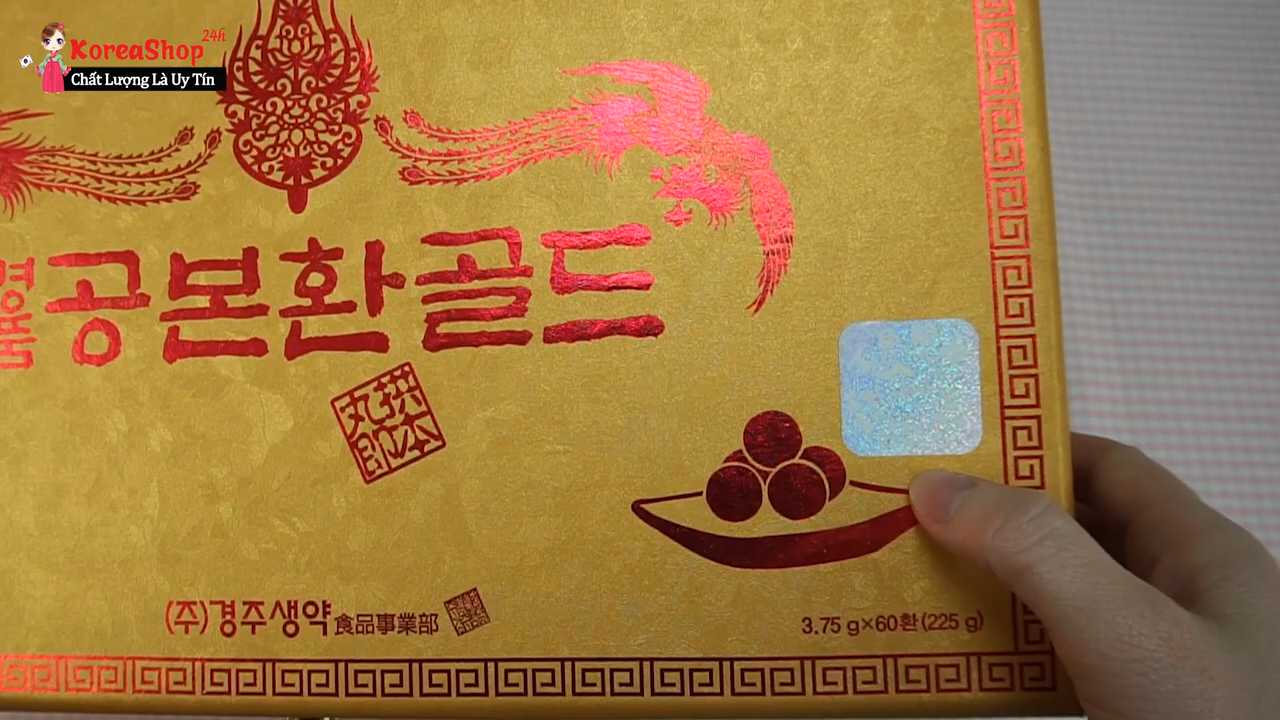 KoreaShop 24h
Chất Lượng Là Uy Tín
공본환골드
(주)경주생약 食品事業部
3.75 g×60환(225 g)